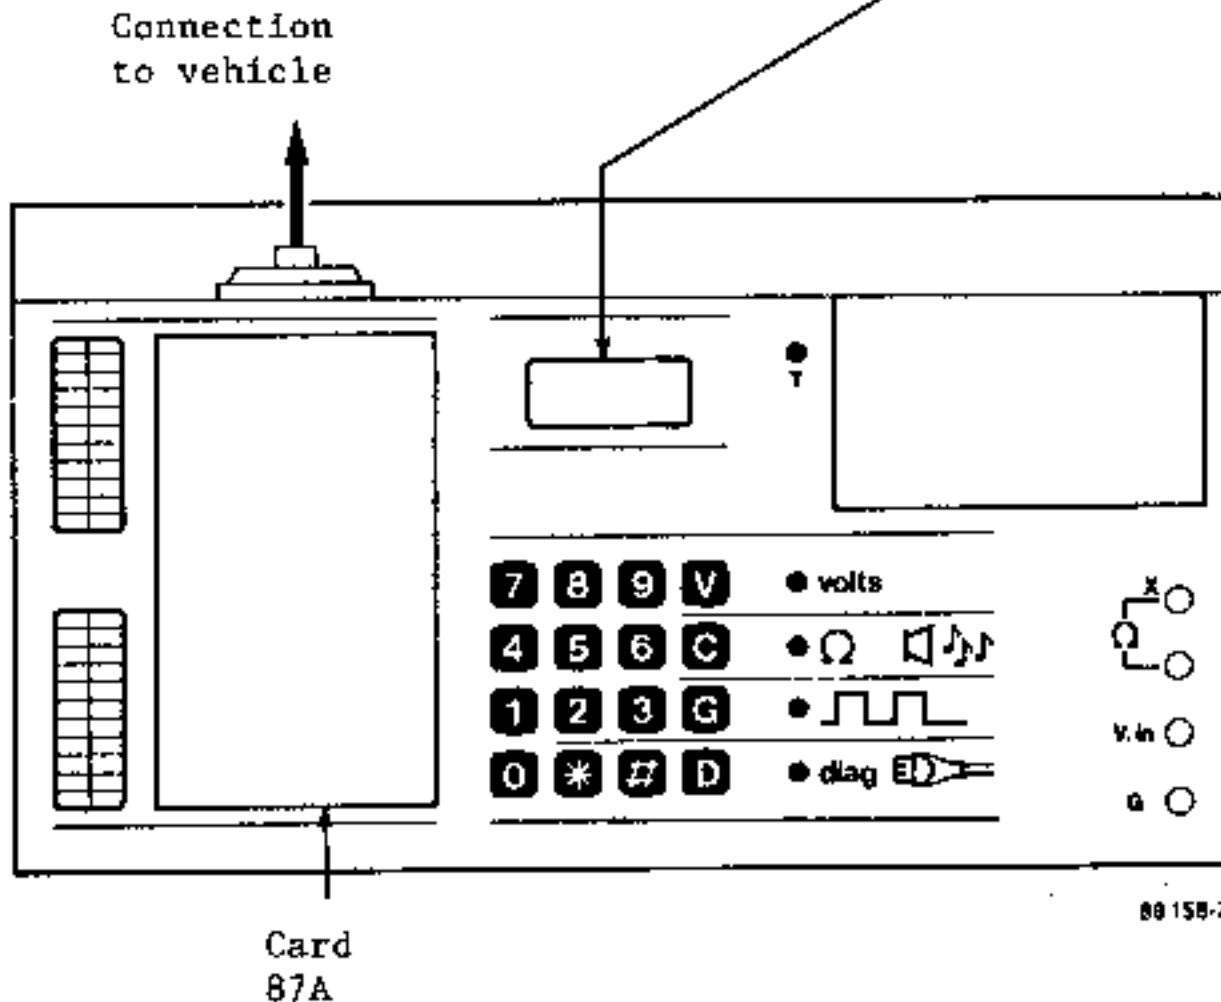 Connection
to vehicle
T
7 8 9 V volts
4 5 6 C Ω
1 2 3 G
0 * # D diag
X
Ω
V. in
G
Card
87A